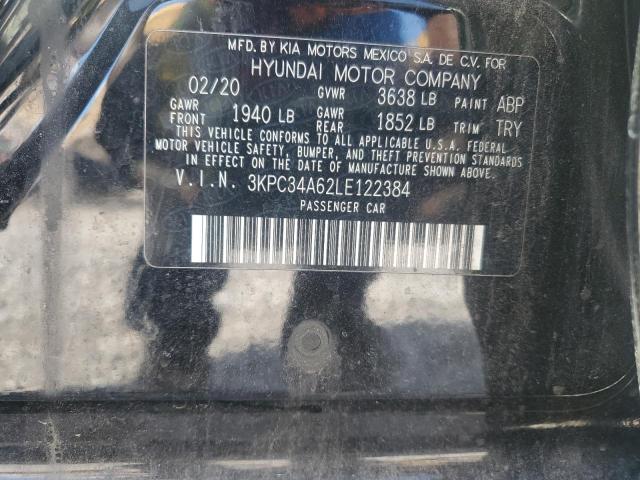 MFD. BY KIA MOTORS MEXICO S.A. DE C.V. FOR
HYUNDAI MOTOR COMPANY
02/20 GVWR 3638 LB PAINT ABP
GAWR FRONT 1940 LB GAWR REAR 1852 LB TRIM TRY
THIS VEHICLE CONFORMS TO ALL APPLICABLE U.S.A. FEDERAL
MOTOR VEHICLE SAFETY, BUMPER, AND THEFT PREVENTION STANDARDS
IN EFFECT ON THE DATE OF MANUFACTURE SHOWN ABOVE.
V.I.N. 3KPC34A62LE122384
PASSENGER CAR